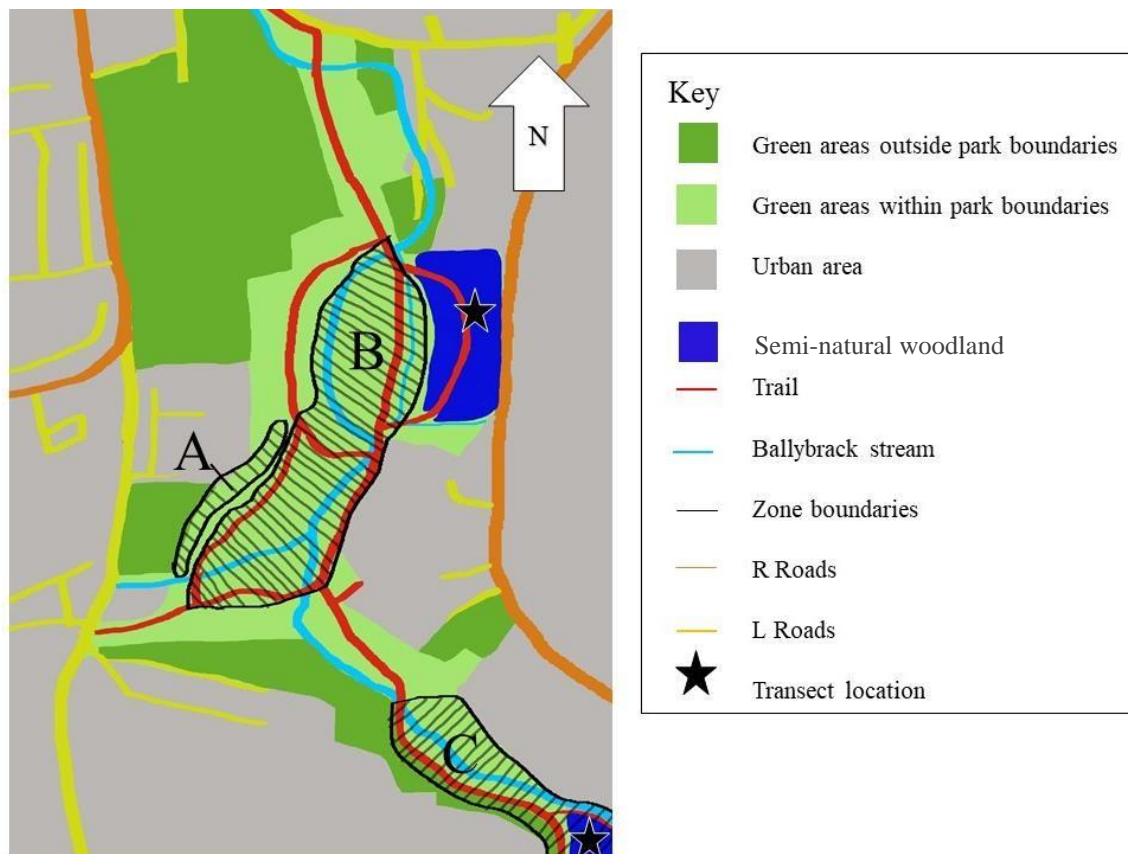 N
A
B
C
Key
Green areas outside park boundaries
Green areas within park boundaries
Urban area
Semi-natural woodland
Trail
Ballybrack stream
Zone boundaries
R Roads
L Roads
Transect location